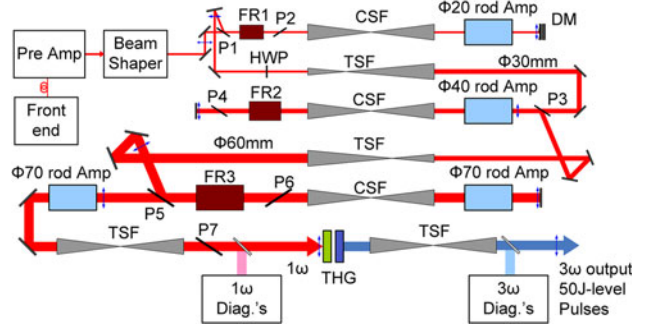 Pre Amp
Beam
Shaper
Front
end
P1
FR1
P2
CSF
Φ20 rod Amp
DM
HWP
TSF
Φ30mm
P4
FR2
CSF
Φ40 rod Amp
P3
Φ60mm
TSF
Φ70 rod Amp
P5
FR3
P6
CSF
Φ70 rod Amp
TSF
P7
1ω
THG
TSF
1ω
Diag.'s
3ω
Diag.'s
3ω output
50J-level
Pulses